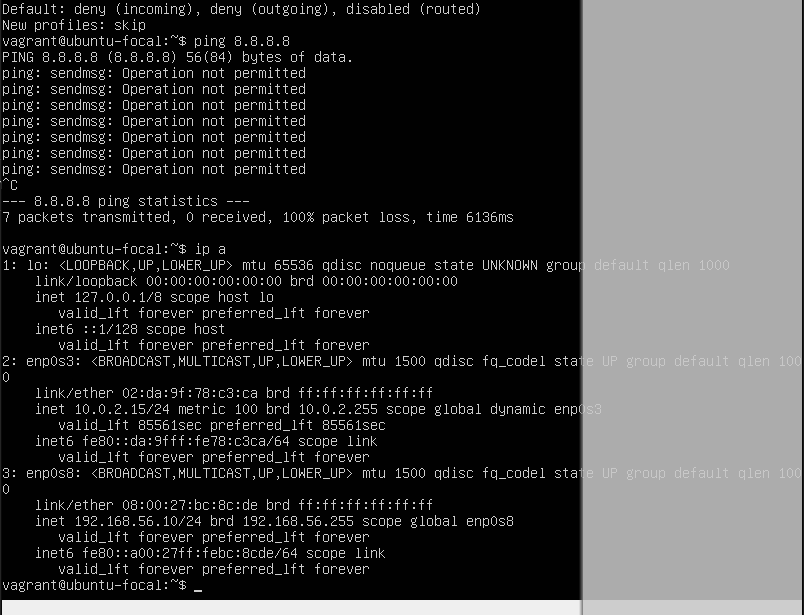 Default: deny (incoming), deny (outgoing), disabled (routed)
New profiles: skip
vagrant@ubuntu-focal:~$ ping 8.8.8.8
PING 8.8.8.8 (8.8.8.8) 56(84) bytes of data.
ping: sendmsg: Operation not permitted
ping: sendmsg: Operation not permitted
ping: sendmsg: Operation not permitted
ping: sendmsg: Operation not permitted
ping: sendmsg: Operation not permitted
ping: sendmsg: Operation not permitted
ping: sendmsg: Operation not permitted
^C
--- 8.8.8.8 ping statistics ---
7 packets transmitted, 0 received, 100% packet loss, time 6136ms
vagrant@ubuntu-focal:~$ ip a
1: lo: <LOOPBACK,UP,LOWER_UP> mtu 65536 qdisc noqueue state UNKNOWN group default qlen 1000
    link/loopback 00:00:00:00:00:00 brd 00:00:00:00:00:00
    inet 127.0.0.1/8 scope host lo
       valid_lft forever preferred_lft forever
    inet6 ::1/128 scope host
       valid_lft forever preferred_lft forever
2: enp0s3: <BROADCAST,MULTICAST,UP,LOWER_UP> mtu 1500 qdisc fq_codel state UP group default qlen 100
0
    link/ether 02:da:9f:78:c3:ca brd ff:ff:ff:ff:ff:ff
    inet 10.0.2.15/24 metric 100 brd 10.0.2.255 scope global dynamic enp0s3
       valid_lft 85561sec preferred_lft 85561sec
    inet6 fe80::da:9fff:fe78:c3ca/64 scope link
       valid_lft forever preferred_lft forever
3: enp0s8: <BROADCAST,MULTICAST,UP,LOWER_UP> mtu 1500 qdisc fq_codel state UP group default qlen 100
0
    link/ether 08:00:27:bc:8c:de brd ff:ff:ff:ff:ff:ff
    inet 192.168.56.10/24 brd 192.168.56.255 scope global enp0s8
       valid_lft forever preferred_lft forever
    inet6 fe80::a00:27ff:febc:8cde/64 scope link
       valid_lft forever preferred_lft forever
vagrant@ubuntu-focal:~$ _